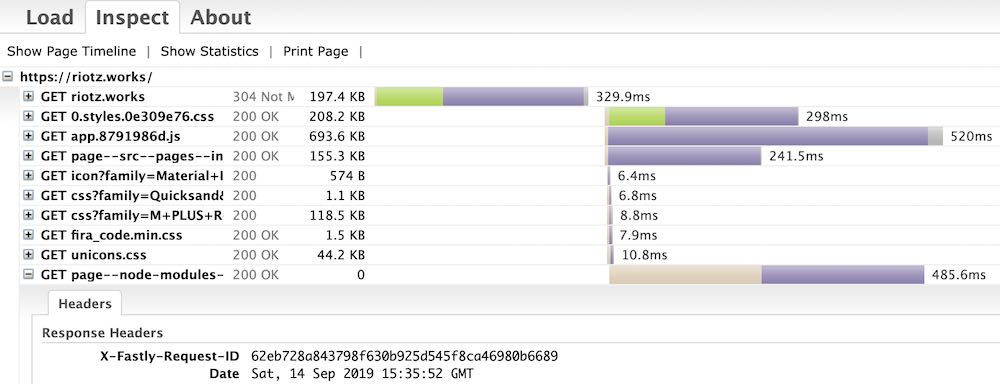 Load Inspect About
Show Page Timeline | Show Statistics | Print Page |
https://riotz.works/
GET riotz.works 304 Not M 197.4 KB 329.9ms
GET 0.styles.0e309e76.css 200 OK 208.2 KB 298ms
GET app.8791986d.js 200 OK 693.6 KB 520ms
GET page--src--pages--in 200 OK 155.3 KB 241.5ms
GET icon?family=Material+I 200 574 B 6.4ms
GET css?family=Quicksand& 200 1.1 KB 6.8ms
GET css?family=M+PLUS+R 200 118.5 KB 8.8ms
GET fira_code.min.css 200 OK 1.5 KB 7.9ms
GET unicons.css 200 OK 44.2 KB 10.8ms
GET page--node-modules- 200 OK 0 485.6ms
Headers
Response Headers
X-Fastly-Request-ID 62eb728a843798f630b925d545f8ca46980b6689
Date Sat, 14 Sep 2019 15:35:52 GMT